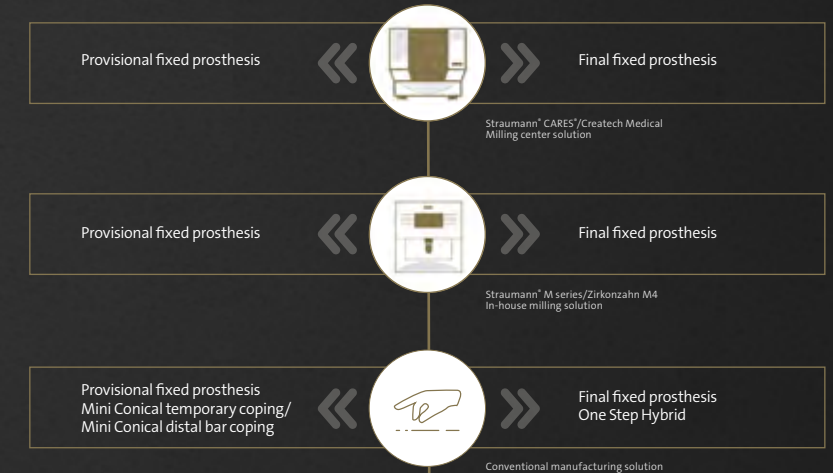 Provisional fixed prosthesis
Final fixed prosthesis
Straumann® CARES®/Createch Medical
Milling center solution
Provisional fixed prosthesis
Final fixed prosthesis
Straumann® M series/Zirkonzahn M4
In-house milling solution
Provisional fixed prosthesis
Mini Conical temporary coping/
Mini Conical distal bar coping
Final fixed prosthesis
One Step Hybrid
Conventional manufacturing solution